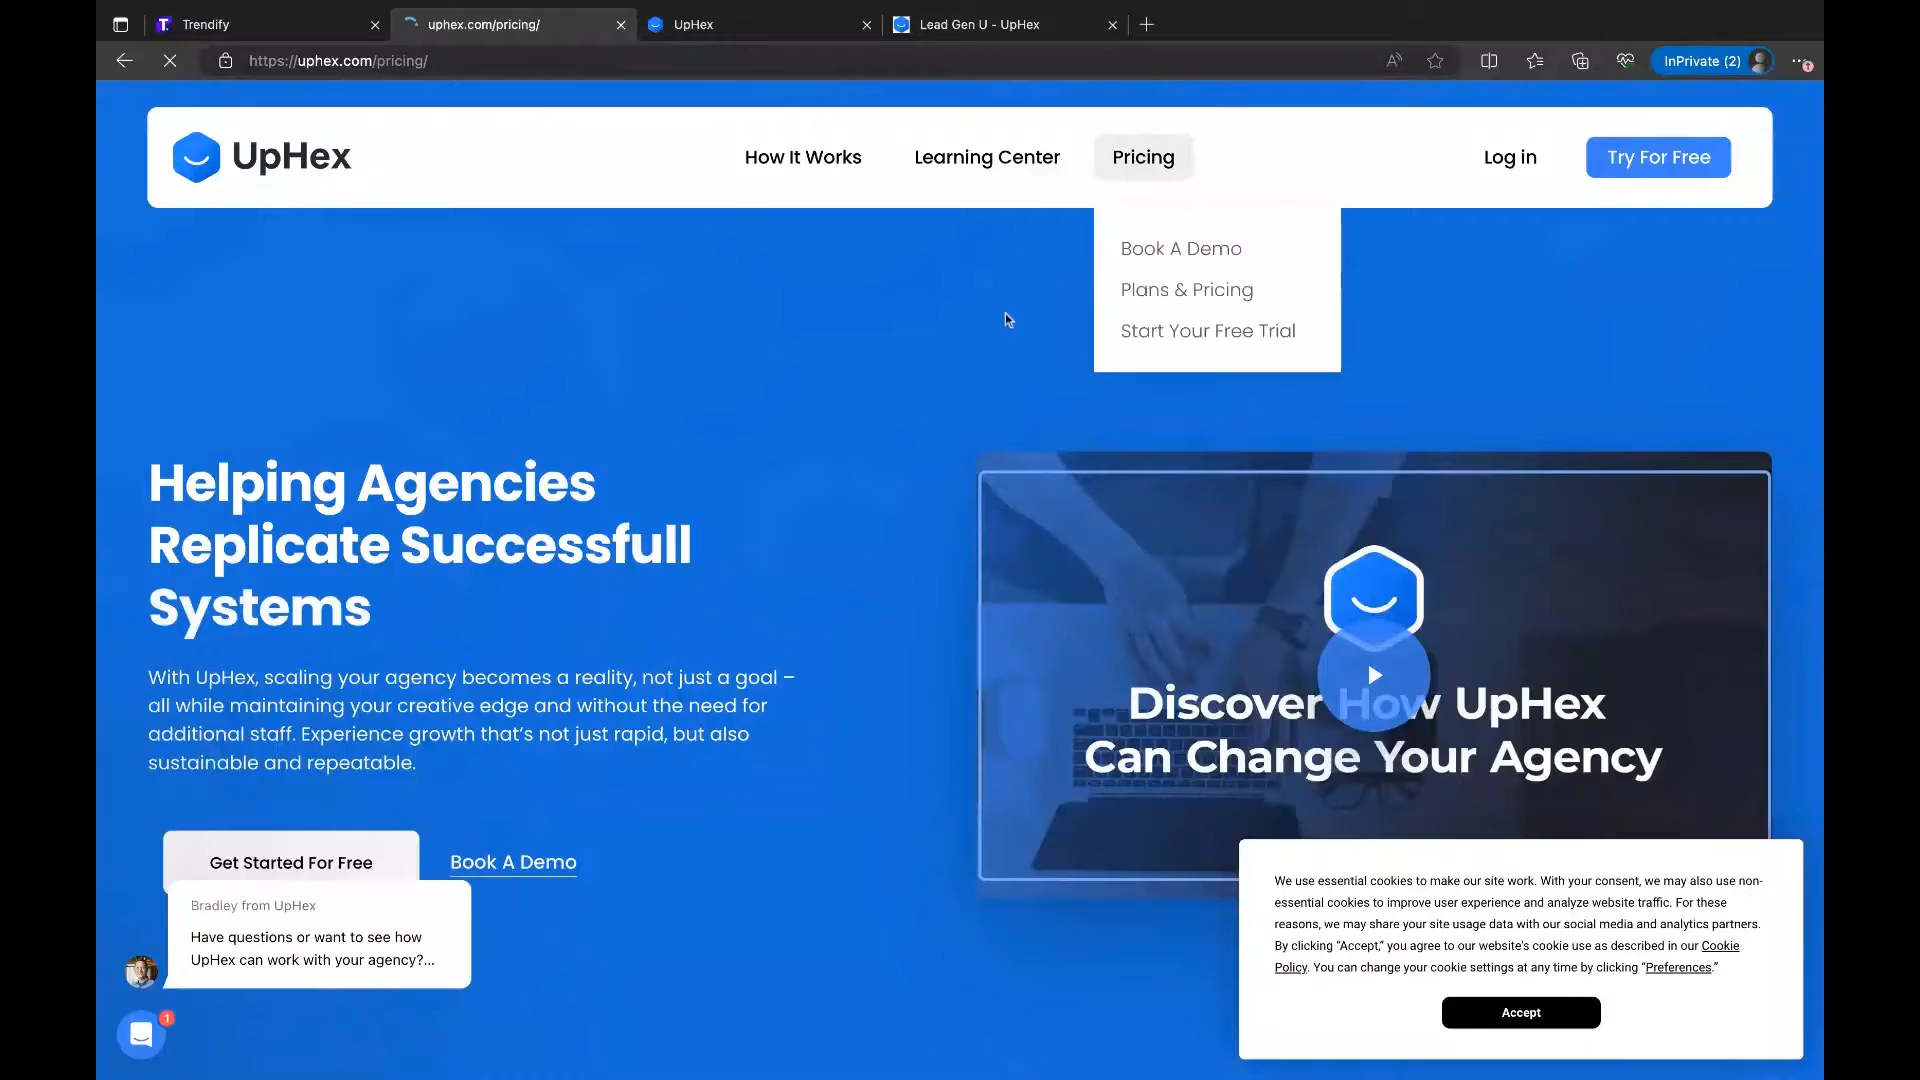 Trendify
uphex.com/pricing/
UpHex
Lead Gen U - UpHex
https://uphex.com/pricing/
InPrivate (2)
UpHex
How It Works
Learning Center
Pricing
Log in
Try For Free
Book A Demo
Plans & Pricing
Start Your Free Trial
Helping Agencies
Replicate Successfull
Systems
With UpHex, scaling your agency becomes a reality, not just a goal –
all while maintaining your creative edge and without the need for
additional staff. Experience growth that's not just rapid, but also
sustainable and repeatable.
Get Started For Free
Book A Demo
Discover How UpHex
Can Change Your Agency
Bradley from UpHex
Have questions or want to see how
UpHex can work with your agency?...
1
We use essential cookies to make our site work. With your consent, we may also use non-
essential cookies to improve user experience and analyze website traffic. For these
reasons, we may share your site usage data with our social media and analytics partners.
By clicking “Accept,” you agree to our website's cookie use as described in our Cookie
Policy. You can change your cookie settings at any time by clicking “Preferences.”
Accept